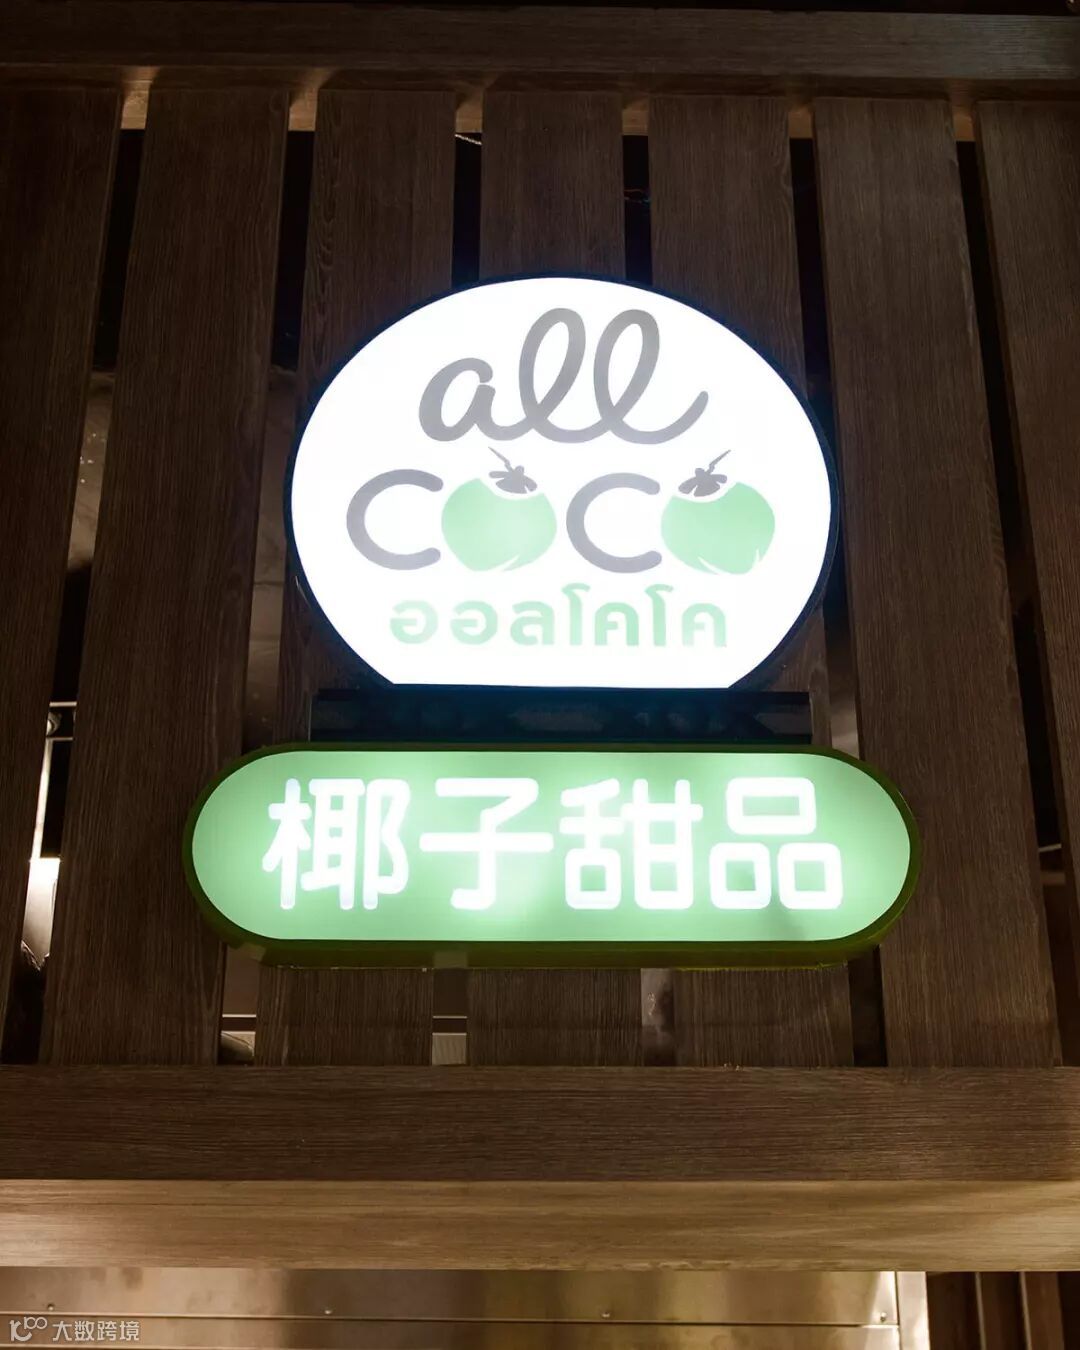 all
coco
ออลโคโค
椰子甜品
大数跨境